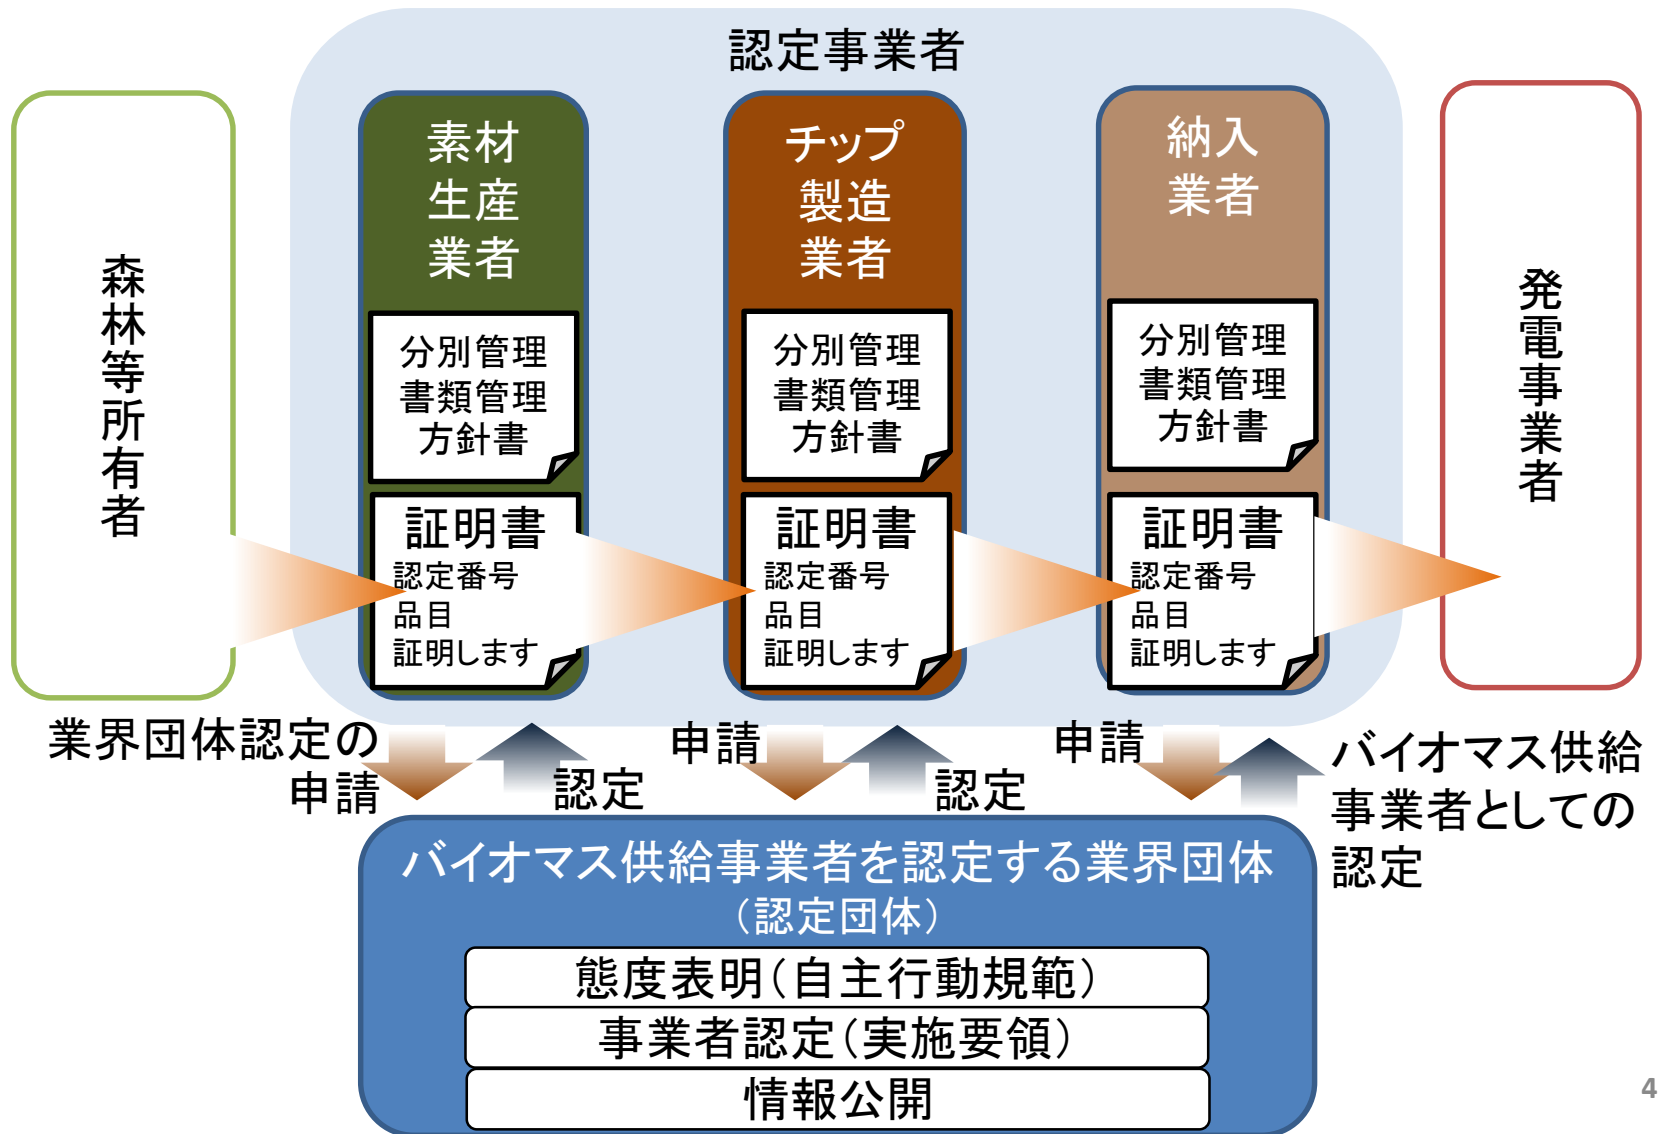 認定事業者
森林等所有者
素材
生産
業者
分別管理
書類管理
方針書
証明書
認定番号
品目
証明します
チップ
製造
業者
分別管理
書類管理
方針書
証明書
認定番号
品目
証明します
納入
業者
分別管理
書類管理
方針書
証明書
認定番号
品目
証明します
発電事業者
業界団体認定の
申請
認定
申請
認定
申請
バイオマス供給
事業者としての
認定
バイオマス供給事業者を認定する業界団体
（認定団体）
態度表明（自主行動規範）
事業者認定（実施要領）
情報公開
4